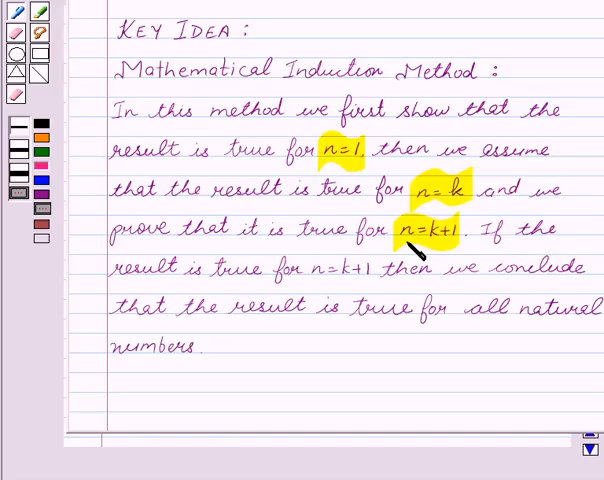 KEY IDEA :
Mathematical Induction Method :
In this method we first show that the
result is true for n=1, then we assume
that the result is true for n=k and we
prove that it is true for n=k+1. If the
result is true for n=k+1 then we conclude
that the result is true for all natural
numbers.